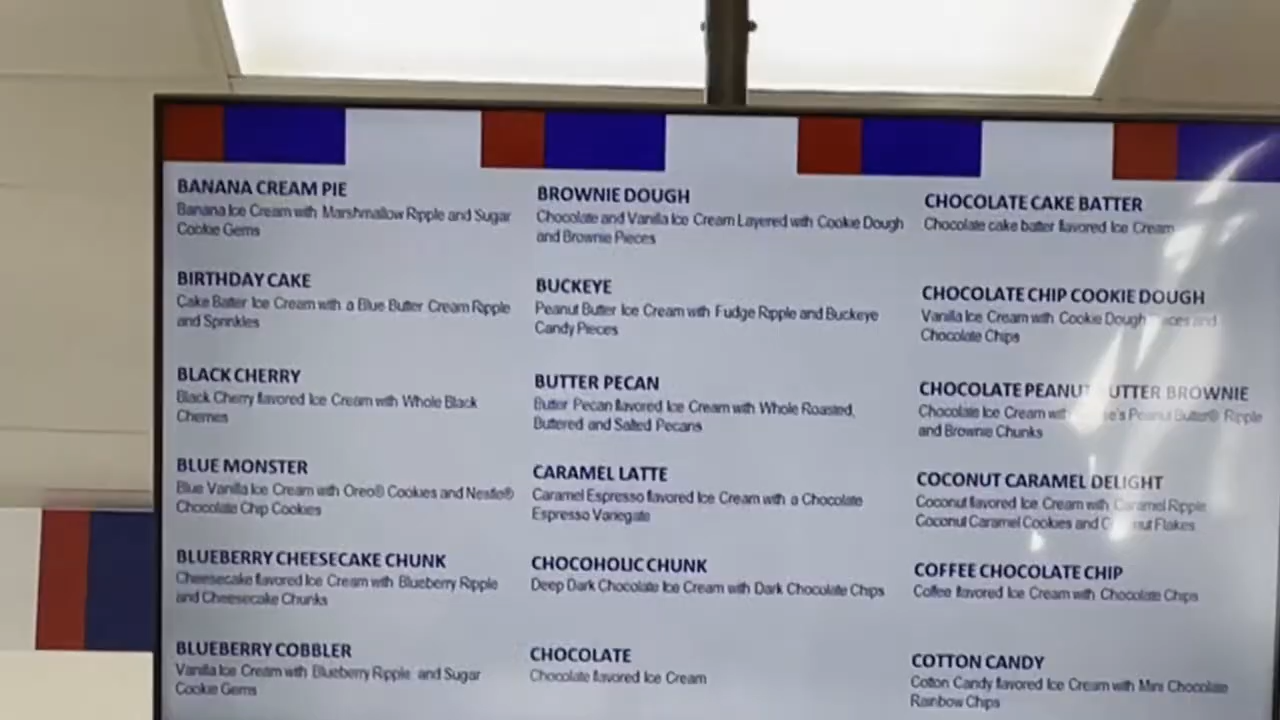 BANANA CREAM PIE
Banana Ice Cream with Marshmallow Ripple and Sugar
Cookie Gems
BIRTHDAY CAKE
Cake Batter Ice Cream with a Blue Butter Cream Ripple
and Sprinkles
BLACK CHERRY
Black Cherry flavored Ice Cream with Whole Black
Cherries
BLUE MONSTER
Blue Vanilla Ice Cream with Oreo® Cookies and Nestle®
Chocolate Chip Cookies
BLUEBERRY CHEESECAKE CHUNK
Cheesecake flavored Ice Cream with Blueberry Ripple
and Cheesecake Chunks
BLUEBERRY COBBLER
Vanilla Ice Cream with Blueberry Ripple and Sugar
Cookie Gems
BROWNIE DOUGH
Chocolate and Vanilla Ice Cream Layered with Cookie Dough
and Brownie Pieces
BUCKEYE
Peanut Butter Ice Cream with Fudge Ripple and Buckeye
Candy Pieces
BUTTER PECAN
Butter Pecan flavored Ice Cream with Whole Roasted,
Buttered and Salted Pecans
CARAMEL LATTE
Caramel Espresso flavored Ice Cream with a Chocolate
Espresso Variegate
CHOCOHOLIC CHUNK
Deep Dark Chocolate Ice Cream with Dark Chocolate Chips
CHOCOLATE
Chocolate flavored Ice Cream
CHOCOLATE CAKE BATTER
Chocolate cake batter flavored Ice Cream
CHOCOLATE CHIP COOKIE DOUGH
Vanilla Ice Cream with Cookie Dough and
Chocolate Chips
CHOCOLATE PEANUT BROWNIE
Chocolate Ice Cream with Peanut Butter® Ripple
and Brownie Chunks
COCONUT CARAMEL DELIGHT
Coconut flavored Ice Cream with Caramel Ripple
Coconut Caramel Cookies and Flakes
COFFEE CHOCOLATE CHIP
Coffee flavored Ice Cream with Chocolate Chips
COTTON CANDY
Cotton Candy flavored Ice Cream with Mini Chocolate
Rainbow Chips